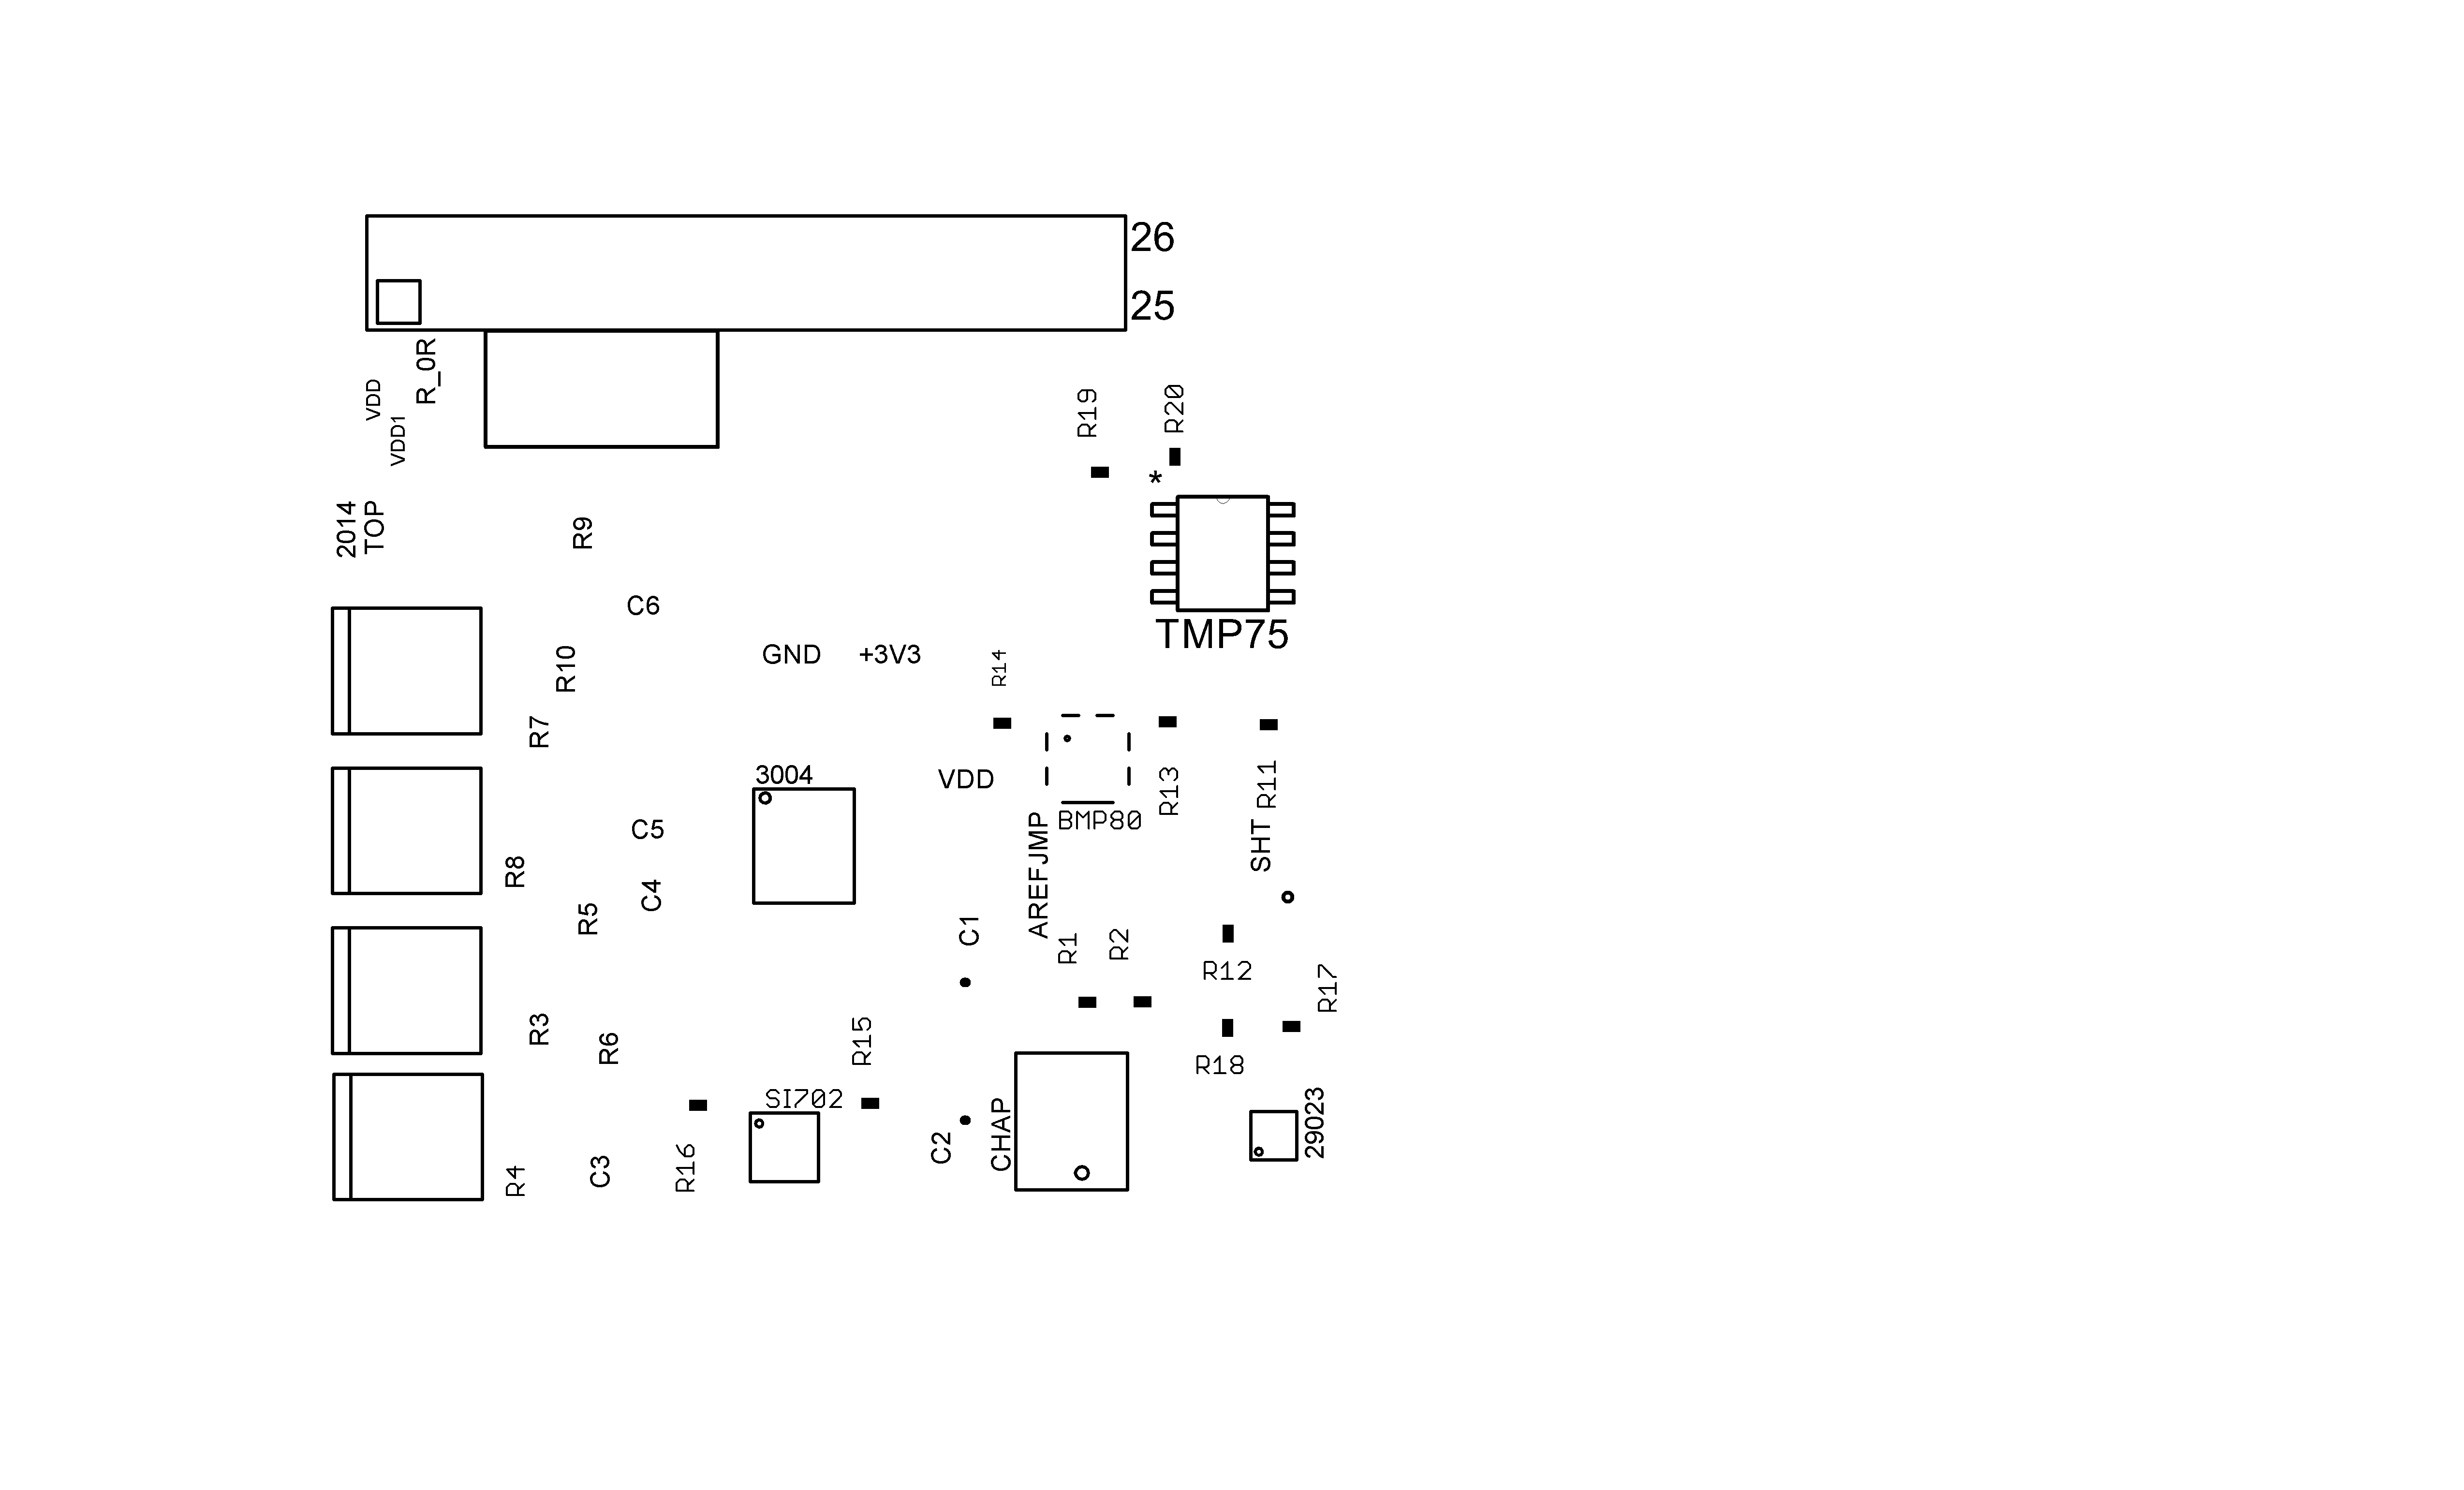 26
25
R_0R
VDD
VDD1
R19
R20
*
2014
TOP
R9
C6
TMP75
GND
+3V3
R14
R10
R7
3004
VDD
BMP80
R13
R11
C5
SHT
AREFJMP
R8
C4
R5
C1
R1
R2
R12
R17
R3
R6
R15
R18
SI702
CHAP
29023
C2
R16
C3
R4